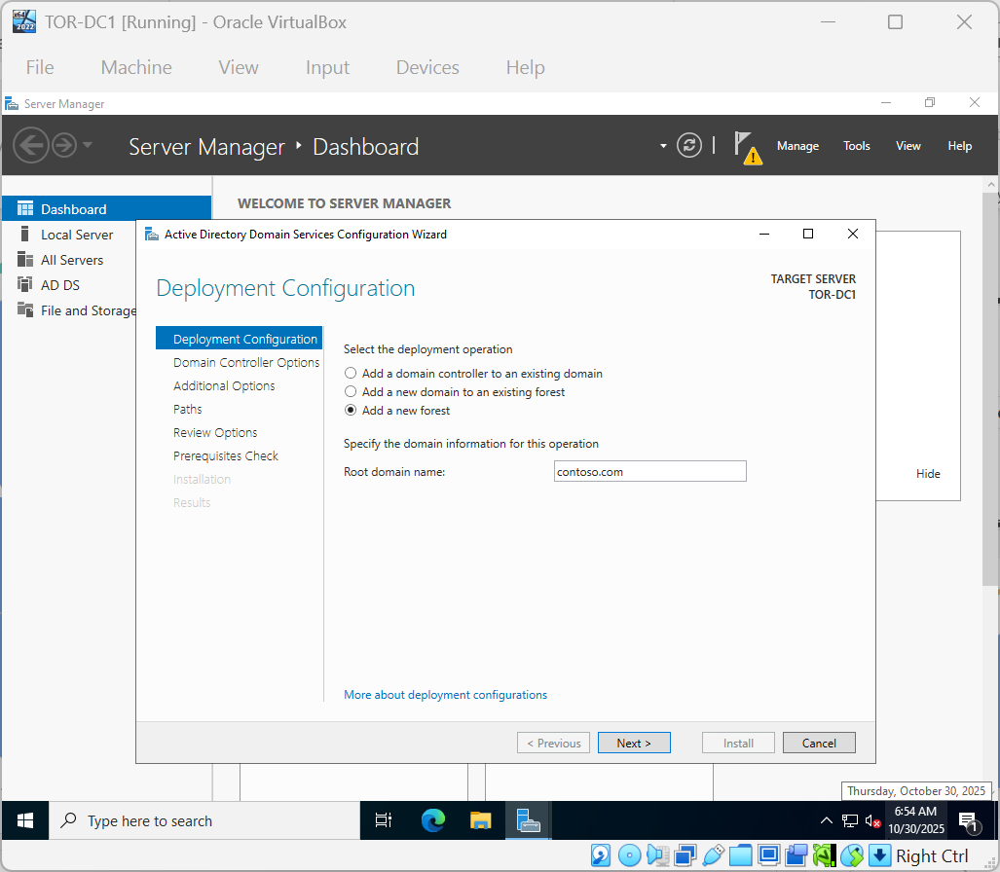 TOR-DC1 [Running] - Oracle VirtualBox
File Machine View Input Devices Help
Server Manager
Server Manager Dashboard
Manage Tools View Help
Dashboard
Local Server
All Servers
AD DS
File and Storage
WELCOME TO SERVER MANAGER
Active Directory Domain Services Configuration Wizard
Deployment Configuration
TARGET SERVER
TOR-DC1
Deployment Configuration
Domain Controller Options
Additional Options
Paths
Review Options
Prerequisites Check
Installation
Results
Select the deployment operation
Add a domain controller to an existing domain
Add a new domain to an existing forest
Add a new forest
Specify the domain information for this operation
Root domain name: contoso.com
More about deployment configurations
< Previous Next > Install Cancel
Hide
Thursday, October 30, 2025
Type here to search
6:54 AM
10/30/2025
1
Right Ctrl